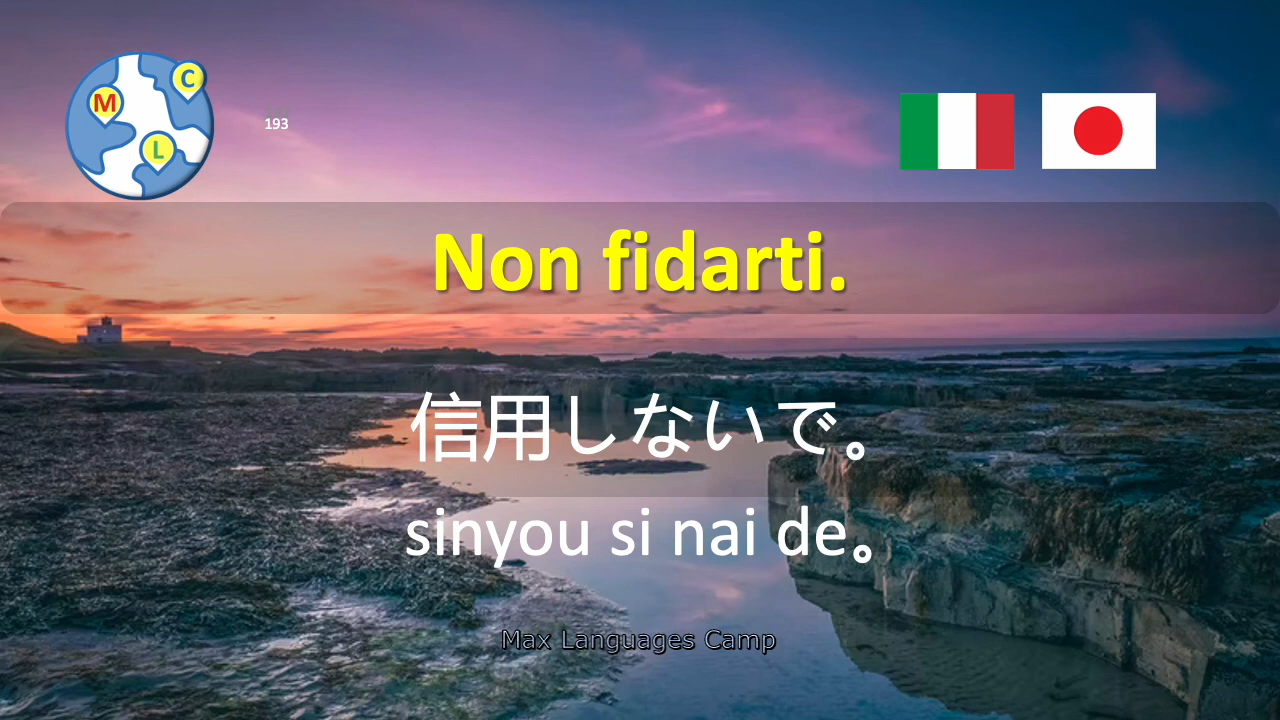 C
M
L
193
Non fidarti.
信用しないで。
sinyou si nai de。
Max Languages Camp